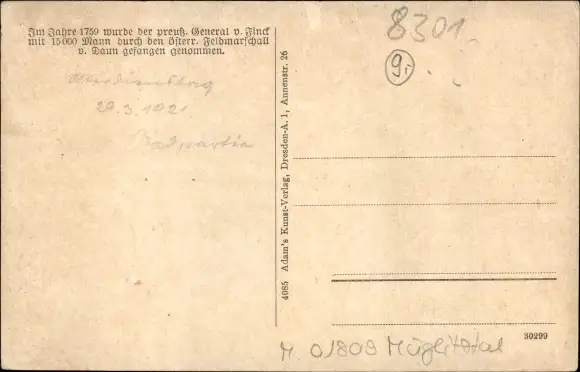 Im Jahre 1759 wurde der preuß. General v. Finck
mit 15000 Mann durch den österr. Feldmarschall
v. Daun gefangen genommen.
29.3.1921
Radpartie
4085 Adam's Kunst-Verlag, Dresden-A. 1, Annenstr. 26
8301
9,-
30299
M 01809 Müglitztal